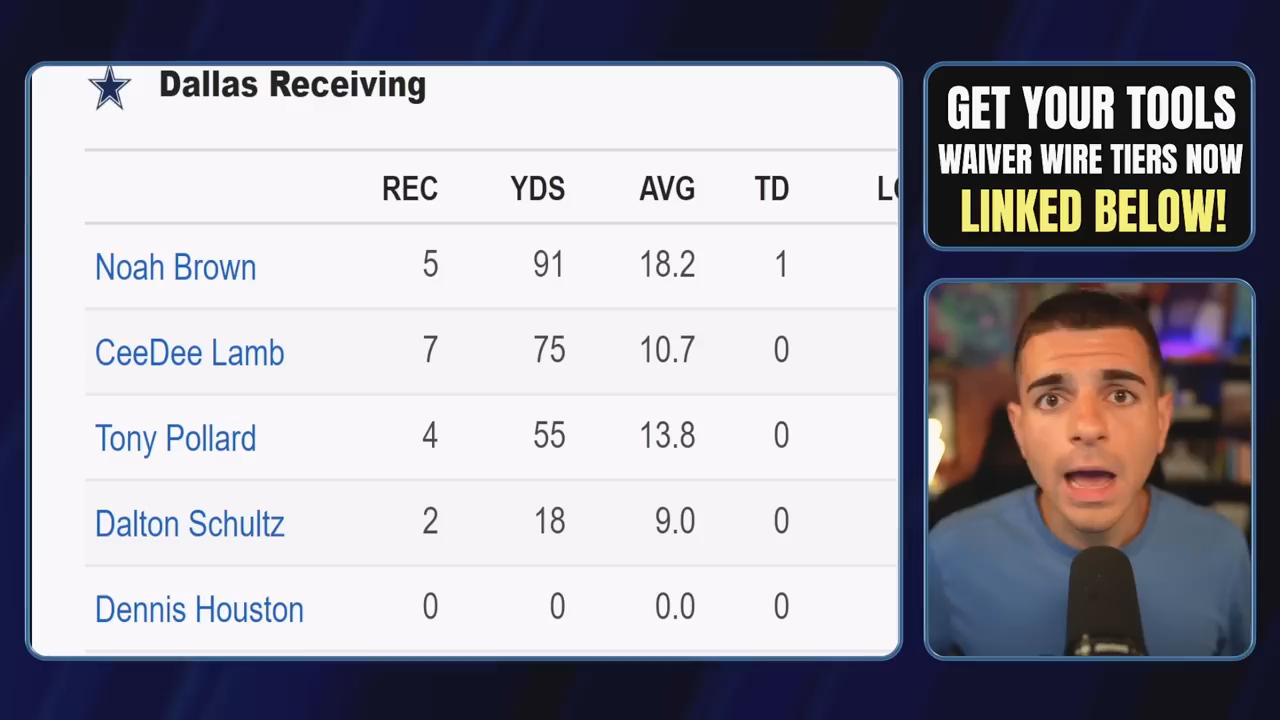 Dallas Receiving
REC YDS AVG TD
Noah Brown 5 91 18.2 1
CeeDee Lamb 7 75 10.7 0
Tony Pollard 4 55 13.8 0
Dalton Schultz 2 18 9.0 0
Dennis Houston 0 0 0.0 0
GET YOUR TOOLS
WAIVER WIRE TIERS NOW
LINKED BELOW!